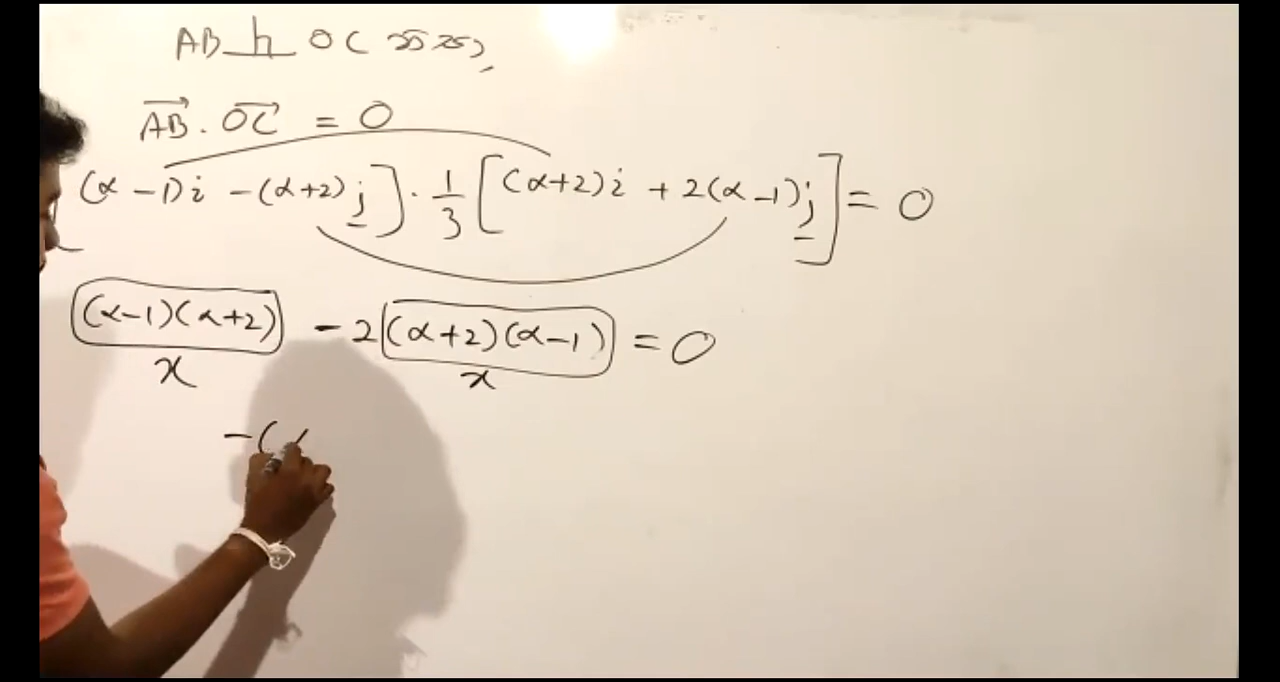 AB ⊥ OC
AB⃗ . OC⃗ = 0
(α - 1)i - (α+2)j] . 1/3 [(α+2)i + 2(α-1)j] = 0
(α-1)(α+2) - 2(α+2)(α-1) = 0
x x
-(